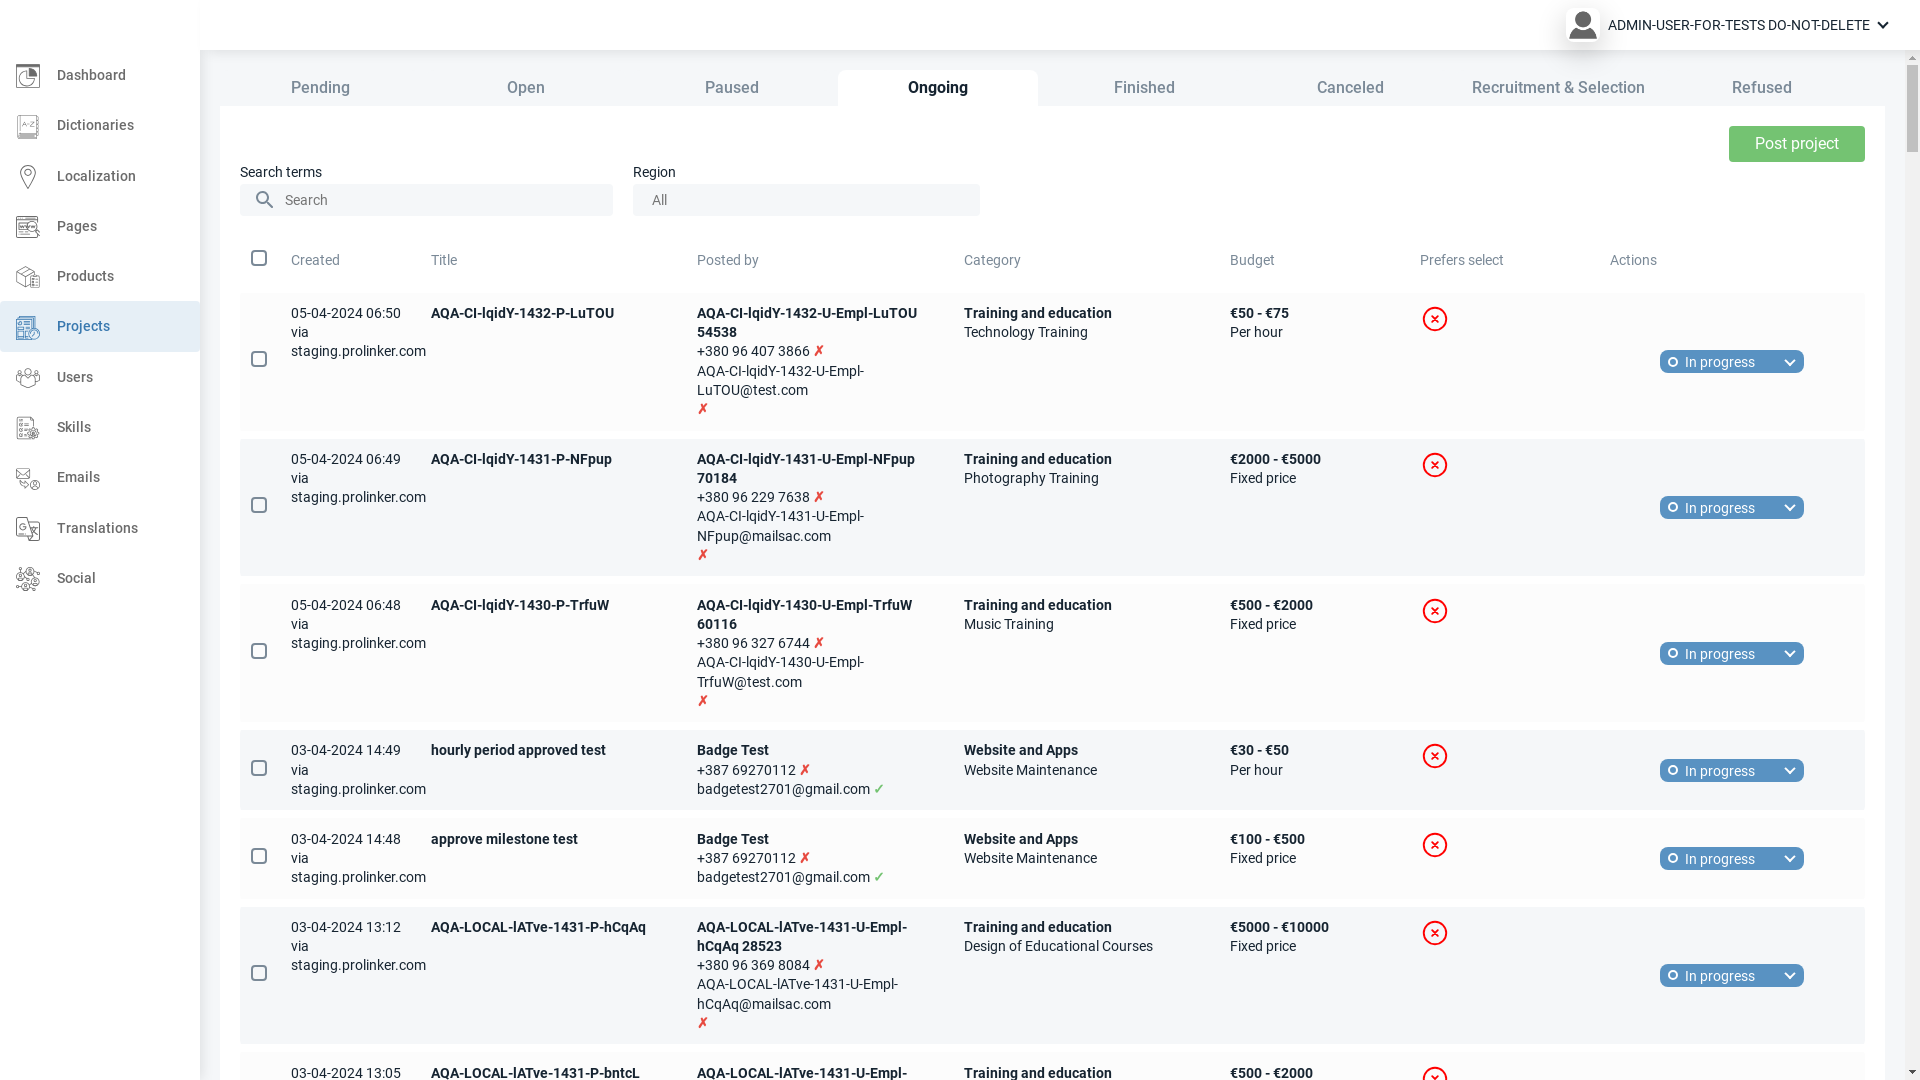 ADMIN-USER-FOR-TESTS DO-NOT-DELETE
Dashboard
Dictionaries
Localization
Pages
Products
Projects
Users
Skills
Emails
Translations
Social
Pending Open Paused Ongoing Finished Canceled Recruitment & Selection Refused
Post project
Search terms Region
Search All
Created Title Posted by Category Budget Prefers select Actions
05-04-2024 06:50 AQA-CI-lqidY-1432-P-LuTOU AQA-CI-lqidY-1432-U-Empl-LuTOU Training and education €50 - €75
via 54538 Technology Training Per hour
staging.prolinker.com +380 96 407 3866 ✗
In progress
AQA-CI-lqidY-1432-U-Empl-
LuTOU@test.com
✗
05-04-2024 06:49 AQA-CI-lqidY-1431-P-NFpup AQA-CI-lqidY-1431-U-Empl-NFpup Training and education €2000 - €5000
via 70184 Photography Training Fixed price
staging.prolinker.com +380 96 229 7638 ✗
In progress
AQA-CI-lqidY-1431-U-Empl-
NFpup@mailsac.com
✗
05-04-2024 06:48 AQA-CI-lqidY-1430-P-TrfuW AQA-CI-lqidY-1430-U-Empl-TrfuW Training and education €500 - €2000
via 60116 Music Training Fixed price
staging.prolinker.com +380 96 327 6744 ✗
In progress
AQA-CI-lqidY-1430-U-Empl-
TrfuW@test.com
✗
03-04-2024 14:49 hourly period approved test Badge Test Website and Apps €30 - €50
via +387 69270112 ✗ Website Maintenance Per hour In progress
staging.prolinker.com badgetest2701@gmail.com ✓
03-04-2024 14:48 approve milestone test Badge Test Website and Apps €100 - €500
via +387 69270112 ✗ Website Maintenance Fixed price In progress
staging.prolinker.com badgetest2701@gmail.com ✓
03-04-2024 13:12 AQA-LOCAL-lATve-1431-P-hCqAq AQA-LOCAL-lATve-1431-U-Empl- Training and education €5000 - €10000
via hCqAq 28523 Design of Educational Courses Fixed price
staging.prolinker.com +380 96 369 8084 ✗
In progress
AQA-LOCAL-lATve-1431-U-Empl-
hCqAq@mailsac.com
✗
03-04-2024 13:05 AQA-LOCAL-lATve-1431-P-bntcL AQA-LOCAL-lATve-1431-U-Empl- Training and education €500 - €2000